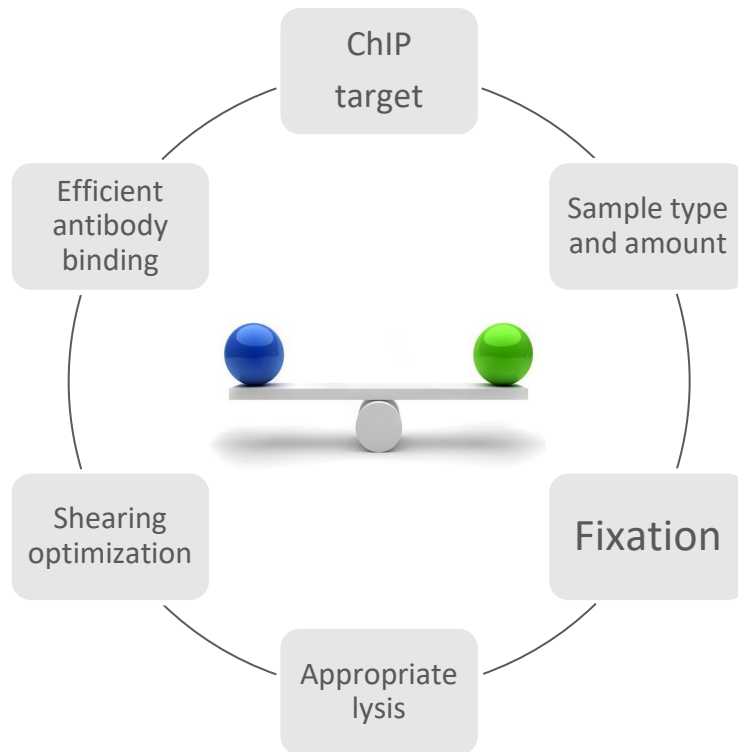 ChIP
target
Sample type
and amount
Fixation
Appropriate
lysis
Shearing
optimization
Efficient
antibody
binding